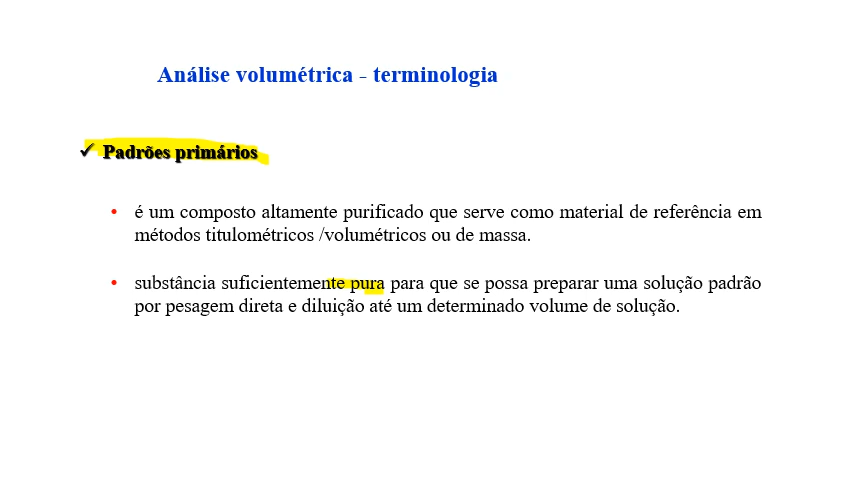 Análise volumétrica - terminologia
✓ Padrões primários
• é um composto altamente purificado que serve como material de referência em
métodos titulométricos /volumétricos ou de massa.
• substância suficientemente pura para que se possa preparar uma solução padrão
por pesagem direta e diluição até um determinado volume de solução.